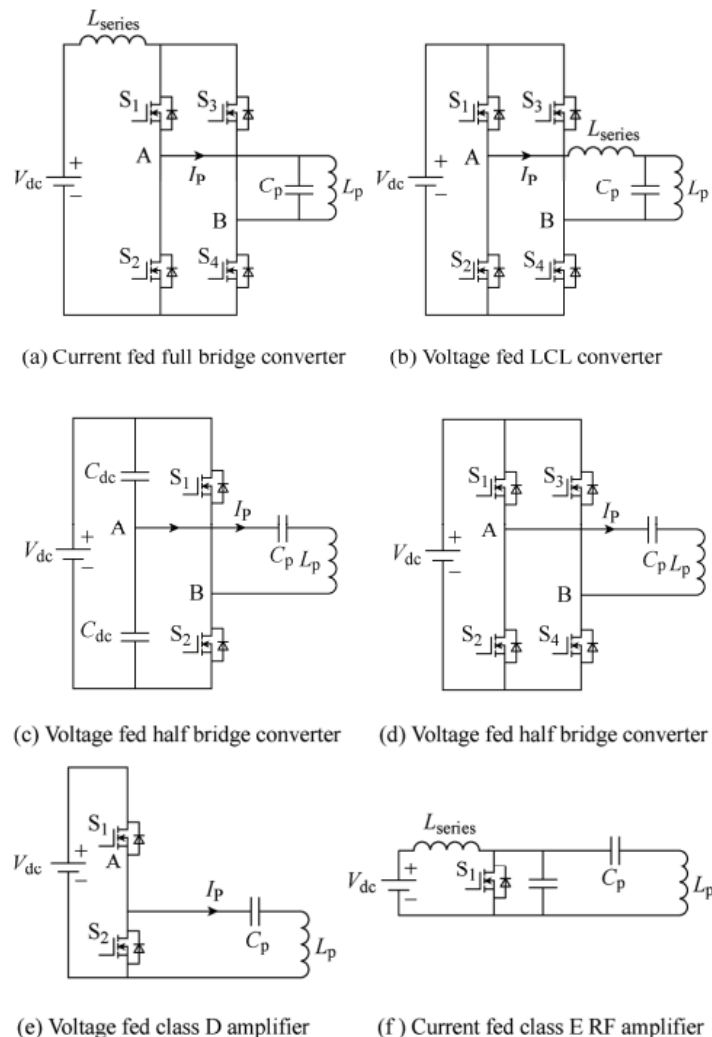 L_series
S_1 S_3
A
V_dc + −
I_P C_p L_p
B
S_2 S_4
(a) Current fed full bridge converter
S_1 S_3
L_series
A
V_dc + −
I_P C_p L_p
B
S_2 S_4
(b) Voltage fed LCL converter
C_dc S_1
A I_P
V_dc + −
C_p L_p
B
C_dc S_2
(c) Voltage fed half bridge converter
S_1 S_3
A I_P
V_dc + −
C_p L_p
B
S_2 S_4
(d) Voltage fed half bridge converter
S_1
V_dc + −
A
I_P
S_2 C_p L_p
(e) Voltage fed class D amplifier
L_series
S_1
V_dc + −
C_p L_p
(f) Current fed class E RF amplifier